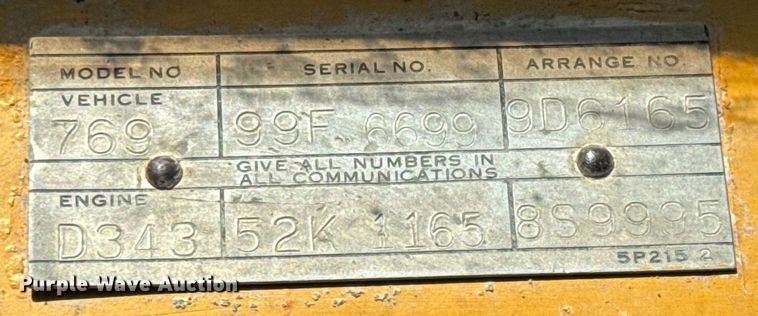 MODEL NO SERIAL NO. ARRANGE NO.
VEHICLE
769 99F 6699 9D6165
GIVE ALL NUMBERS IN
ALL COMMUNICATIONS
ENGINE
D343 52K 1165 8S9995
5P215 2
Purple Wave Auction